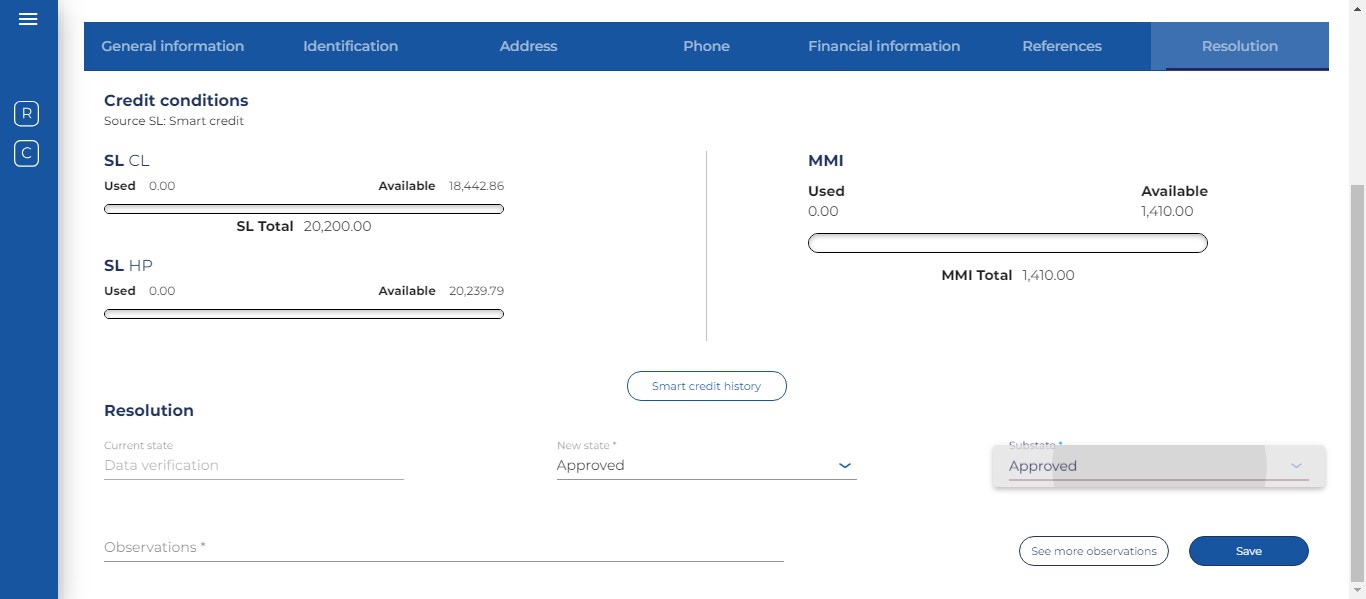 General information Identification Address Phone Financial information References Resolution
R
C
Credit conditions
Source SL: Smart credit
SL CL
Used 0.00 Available 18,442.86
SL Total 20,200.00
SL HP
Used 0.00 Available 20,239.79
MMI
Used Available
0.00 1,410.00
MMI Total 1,410.00
Smart credit history
Resolution
Current state New state * Substate *
Data verification Approved Approved
Observations * See more observations Save